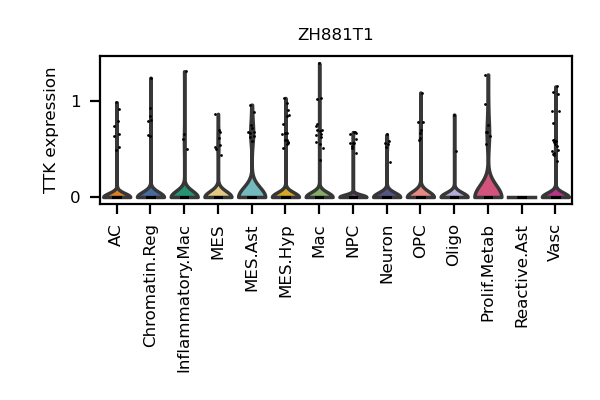 ZH881T1
TTK expression
1
0
AC
Chromatin.Reg
Inflammatory.Mac
MES
MES.Ast
MES.Hyp
Mac
NPC
Neuron
OPC
Oligo
Prolif.Metab
Reactive.Ast
Vasc